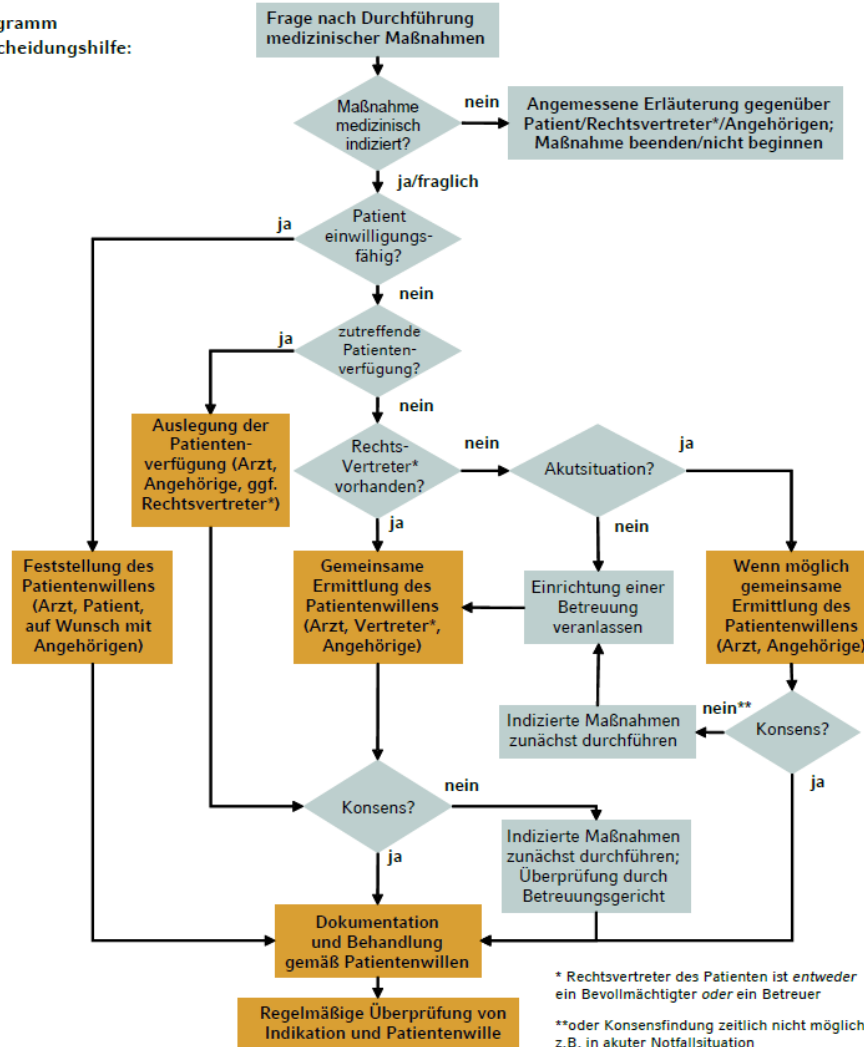 gramm
cheidungshilfe:
Frage nach Durchführung
medizinischer Maßnahmen
Maßnahme
medizinisch
indiziert?
nein
Angemessene Erläuterung gegenüber
Patient/Rechtsvertreter*/Angehörigen;
Maßnahme beenden/nicht beginnen
ja/fraglich
ja
Patient
einwilligungs-
fähig?
nein
ja
zutreffende
Patienten-
verfügung?
nein
Auslegung der
Patienten-
verfügung (Arzt,
Angehörige, ggf.
Rechtsvertreter*)
Rechts-
Vertreter*
vorhanden?
nein
Akutsituation?
ja
ja
nein
Feststellung des
Patientenwillens
(Arzt, Patient,
auf Wunsch mit
Angehörigen)
Gemeinsame
Ermittlung des
Patientenwillens
(Arzt, Vertreter*,
Angehörige)
Einrichtung einer
Betreuung
veranlassen
Wenn möglich
gemeinsame
Ermittlung des
Patientenwillens
(Arzt, Angehörige)
Indizierte Maßnahmen
zunächst durchführen
nein**
Konsens?
ja
Konsens?
nein
ja
Indizierte Maßnahmen
zunächst durchführen;
Überprüfung durch
Betreuungsgericht
Dokumentation
und Behandlung
gemäß Patientenwillen
Regelmäßige Überprüfung von
Indikation und Patientenwille
* Rechtsvertreter des Patienten ist entweder
ein Bevollmächtigter oder ein Betreuer
**oder Konsensfindung zeitlich nicht möglich
z.B. in akuter Notfallsituation